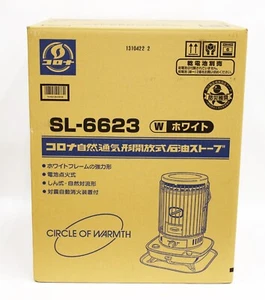 コロナ
1310422 2
乾電池別売
SL-6623 W ホワイト
コロナ自然通気形開放式石油ストーブ
●ホワイトフレームの強力形
●電池点火式
●しん式・自然対流形
●対震自動消火装置付
CIRCLE OF WARMTH